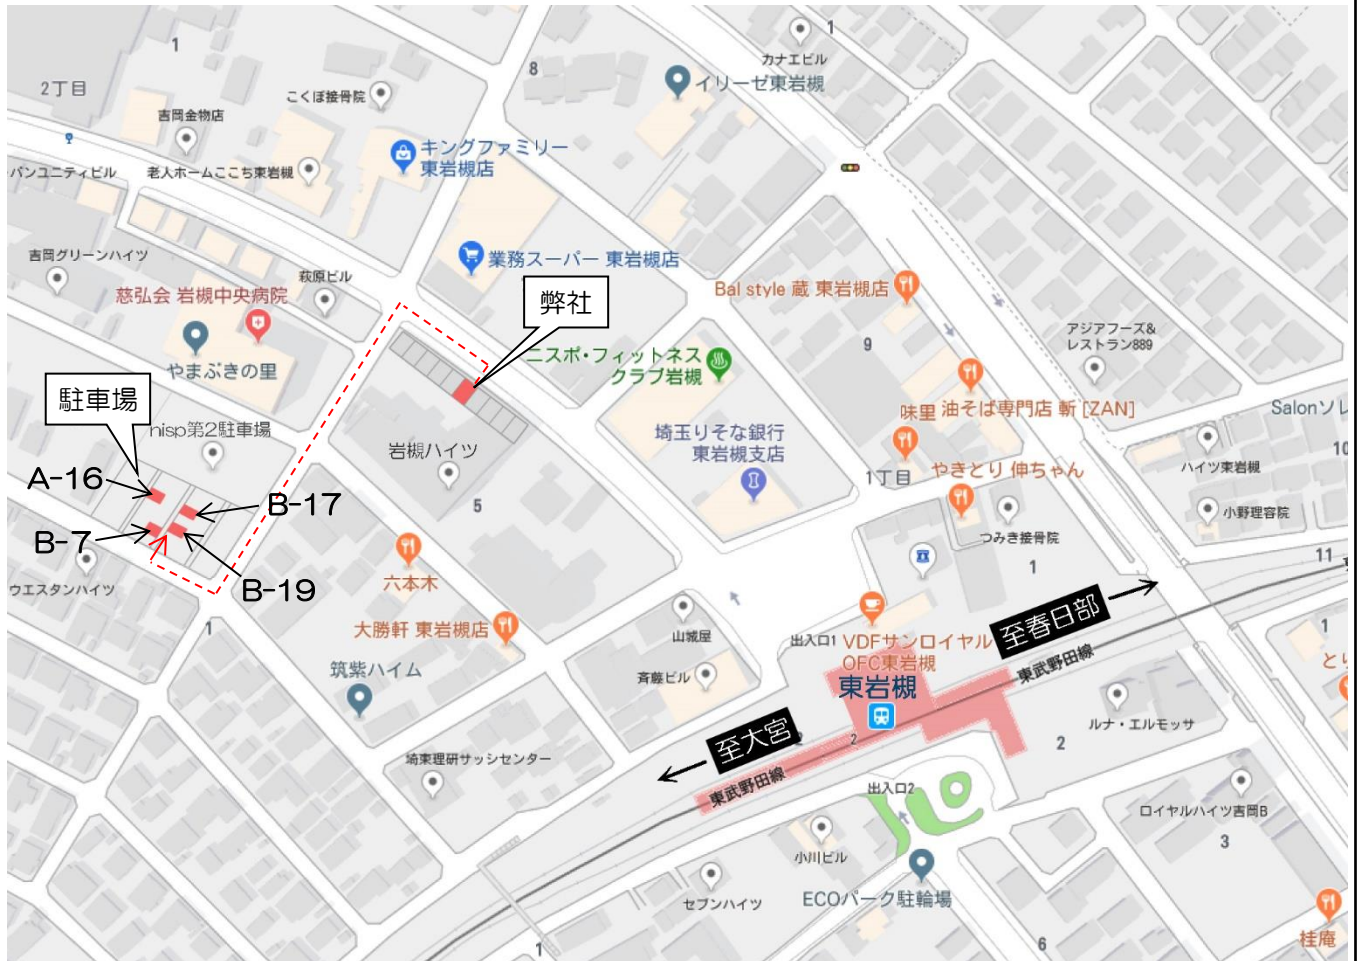 1
カナエビル
1
8
イリーゼ東岩槻
2丁目
こくぼ接骨院
吉岡金物店
キングファミリー
東岩槻店
パンユニティビル
老人ホームここち東岩槻
吉岡グリーンハイツ
萩原ビル
業務スーパー 東岩槻店
慈弘会 岩槻中央病院
弊社
Bal style 蔵 東岩槻店
アジアフーズ&
レストラン889
やまぶきの里
ニスポ・フィットネス
クラブ岩槻
9
駐車場
nisp第2駐車場
味里
油そば専門店 斬 [ZAN]
Salonソレ
埼玉りそな銀行
東岩槻支店
岩槻ハイツ
10
ハイツ東岩槻
A-16
1丁目
やきとり 伸ちゃん
B-17
5
小野理容院
つみき接骨院
B-7
六本木
11
1
ウエスタンハイツ
B-19
至春日部
1
大勝軒 東岩槻店
山城屋
出入口1
VDFサンロイヤル
OFC東岩槻
1
筑紫ハイム
斉藤ビル
東岩槻
東武野田線
と
ルナ・エルモッサ
至大宮
2
2
2
埼東理研サッシセンター
東武野田線
出入口2
ロイヤルハイツ吉岡B
小川ビル
3
セブンハイツ
ECOパーク駐輪場
1
6
桂庵